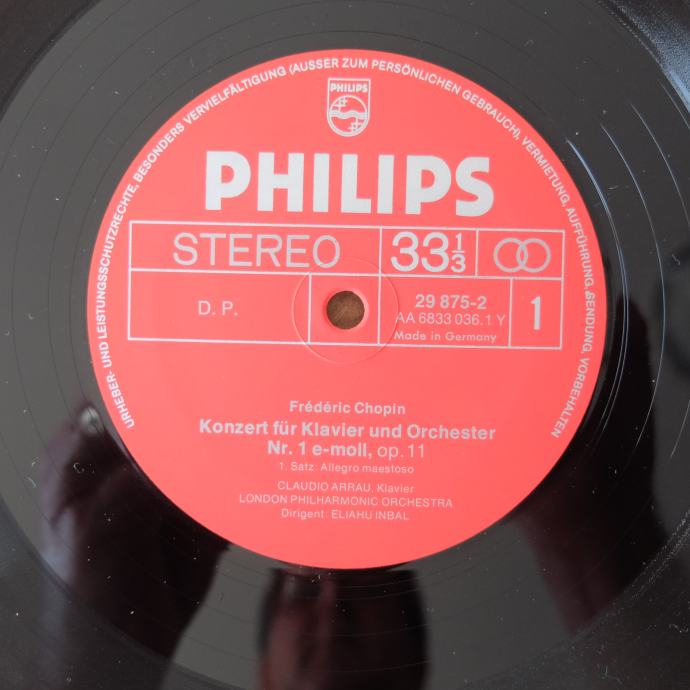 URHEBER- UND LEISTUNGSSCHUTZRECHTE, BESONDERS VERVIELFÄLTIGUNG (AUSSER ZUM PERSÖNLICHEN GEBRAUCH), VERMIETUNG, AUFFÜHRUNG, SENDUNG, VORBEHALTEN
PHILIPS
PHILIPS
STEREO
33 1/3
D. P.
29 875-2
AA 6833 036.1 Y
Made in Germany
1
Frédéric Chopin
Konzert für Klavier und Orchester
Nr. 1 e-moll, op. 11
1. Satz: Allegro maestoso
CLAUDIO ARRAU, Klavier
LONDON PHILHARMONIC ORCHESTRA
Dirigent: ELIAHU INBAL